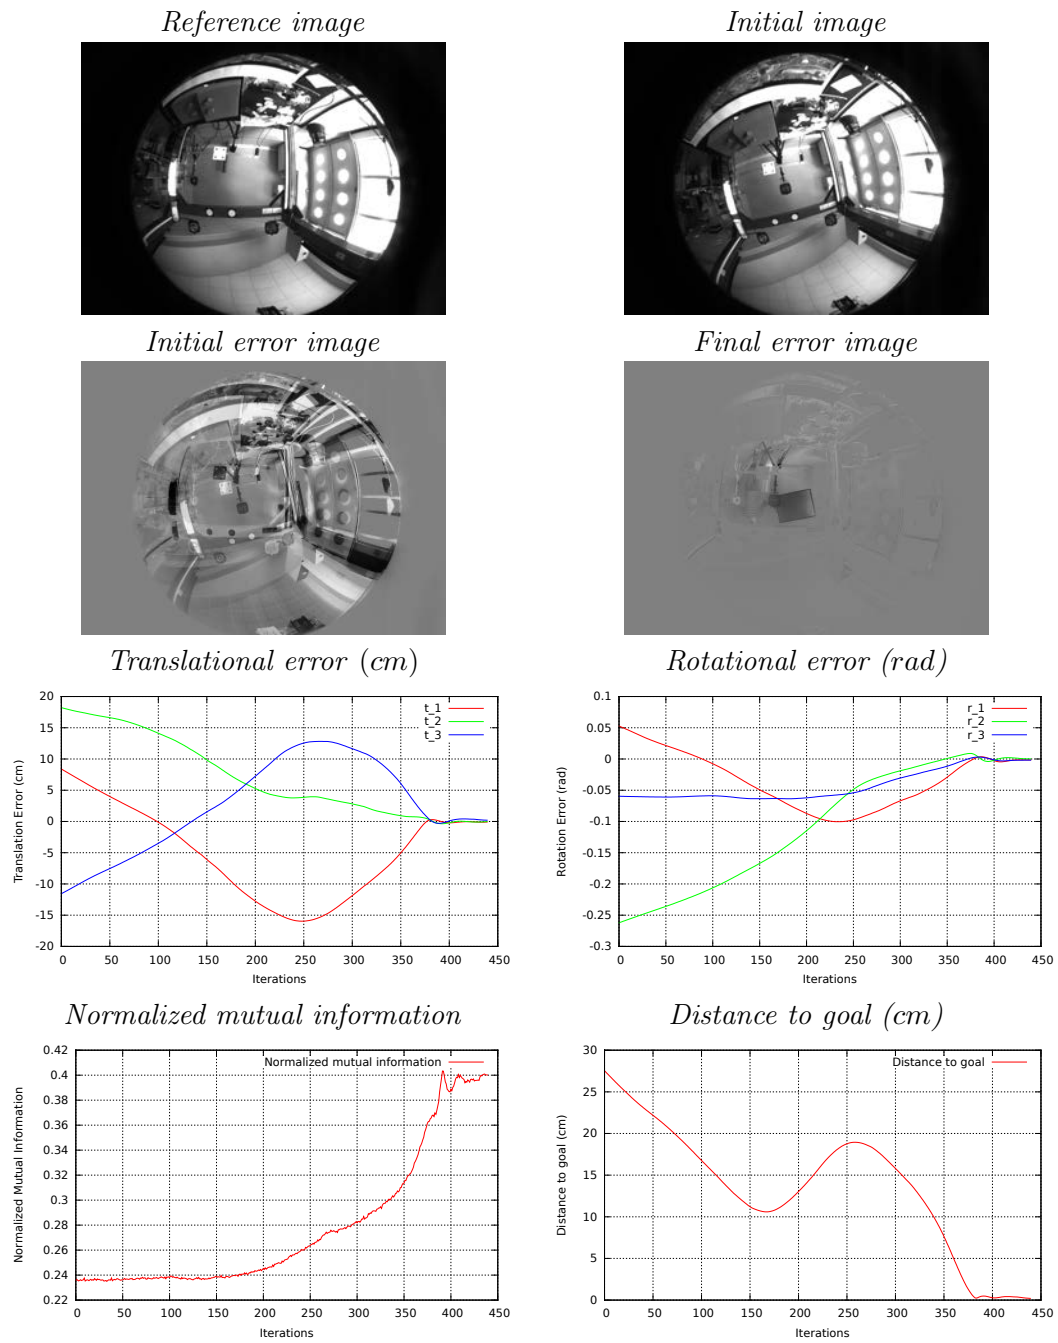 Reference image
Initial image
Initial error image
Final error image
Translational error (cm)
Rotational error (rad)
20
15
10
5
0
-5
-10
-15
-20
0 50 100 150 200 250 300 350 400 450
Translation Error (cm)
Iterations
t_1
t_2
t_3
0.1
0.05
0
-0.05
-0.1
-0.15
-0.2
-0.25
-0.3
0 50 100 150 200 250 300 350 400 450
Rotation Error (rad)
Iterations
r_1
r_2
r_3
Normalized mutual information
Distance to goal (cm)
0.42
0.4
0.38
0.36
0.34
0.32
0.3
0.28
0.26
0.24
0.22
0 50 100 150 200 250 300 350 400 450
Normalized Mutual Information
Iterations
Normalized mutual information
30
25
20
15
10
5
0
0 50 100 150 200 250 300 350 400 450
Distance to goal (cm)
Iterations
Distance to goal